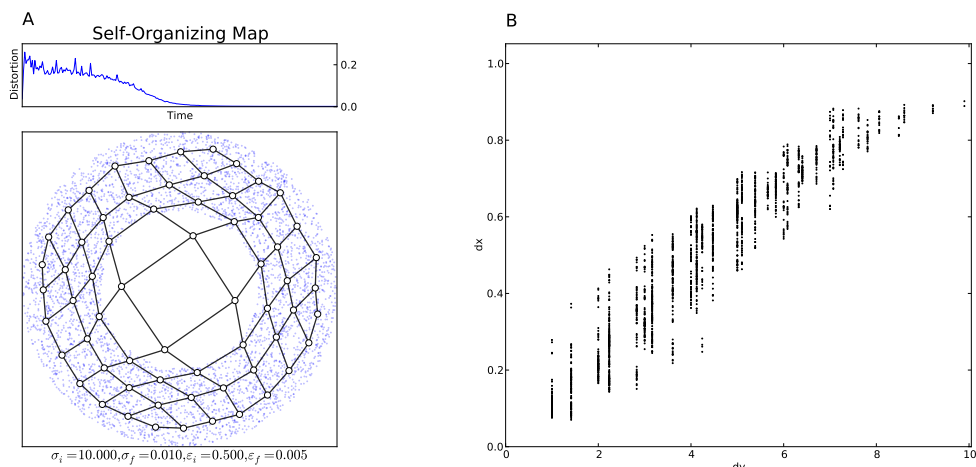 A
Self-Organizing Map
Distortion
0.2
0.0
Time
σi =10.000,σf =0.010,εi =0.500,εf =0.005
B
1.0
0.8
0.6
0.4
0.2
0.0
dx
0 2 4 6 8 10